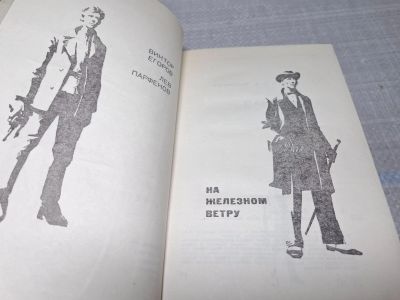 ВИКТОР
ЕГОРОВ
ЛЕВ
ПАРФЕНОВ
НА
ЖЕЛЕЗНОМ
ВЕТРУ